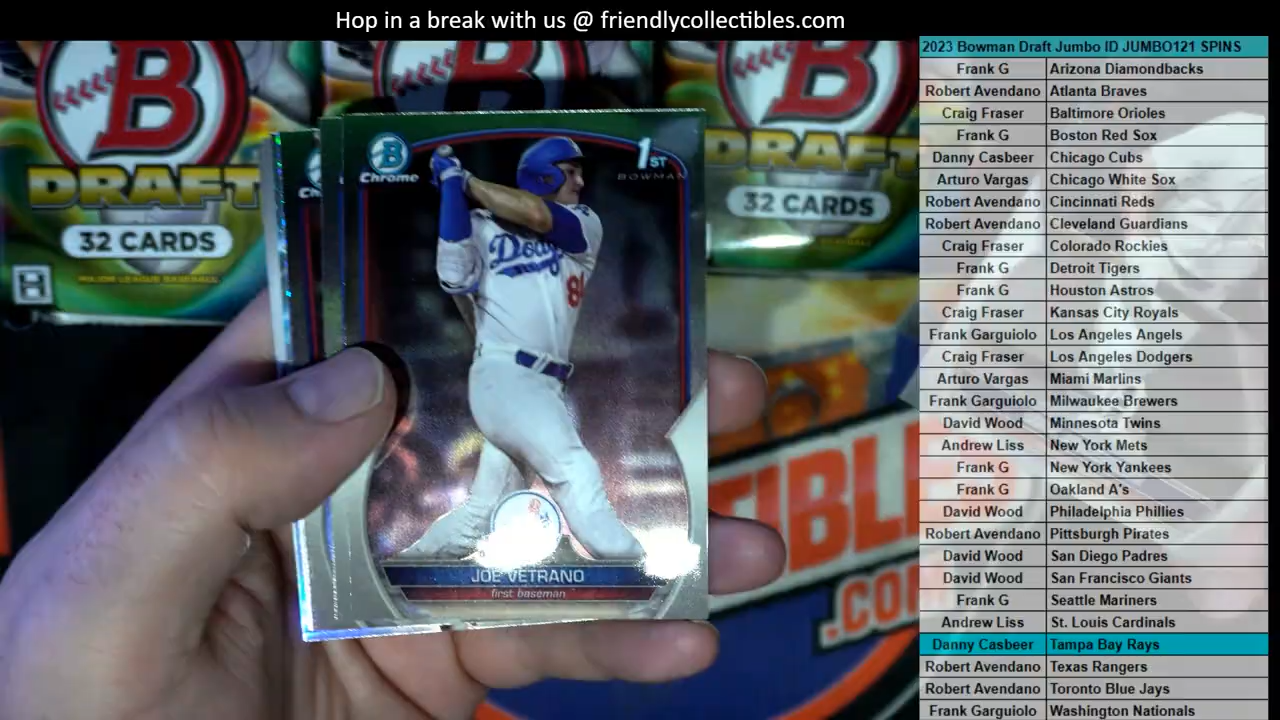 Hop in a break with us @ friendlycollectibles.com
2023 Bowman Draft Jumbo ID JUMBO121 SPINS
Frank G Arizona Diamondbacks
Robert Avendano Atlanta Braves
Craig Fraser Baltimore Orioles
Frank G Boston Red Sox
Danny Casbeer Chicago Cubs
Arturo Vargas Chicago White Sox
Robert Avendano Cincinnati Reds
Robert Avendano Cleveland Guardians
Craig Fraser Colorado Rockies
Frank G Detroit Tigers
Frank G Houston Astros
Craig Fraser Kansas City Royals
Frank Garguiolo Los Angeles Angels
Craig Fraser Los Angeles Dodgers
Arturo Vargas Miami Marlins
Frank Garguiolo Milwaukee Brewers
David Wood Minnesota Twins
Andrew Liss New York Mets
Frank G New York Yankees
Frank G Oakland A's
David Wood Philadelphia Phillies
Robert Avendano Pittsburgh Pirates
David Wood San Diego Padres
David Wood San Francisco Giants
Frank G Seattle Mariners
Andrew Liss St. Louis Cardinals
Danny Casbeer Tampa Bay Rays
Robert Avendano Texas Rangers
Robert Avendano Toronto Blue Jays
Frank Garguiolo Washington Nationals
B
DRAFT
32 CARDS
MAJOR LEAGUE BASEBALL
H
B
B
DRAFT
32 CARDS
B
Chrome
1ST
BOWMAN
Dodg
JOE VETRANO
first baseman
TIBLE
.CO